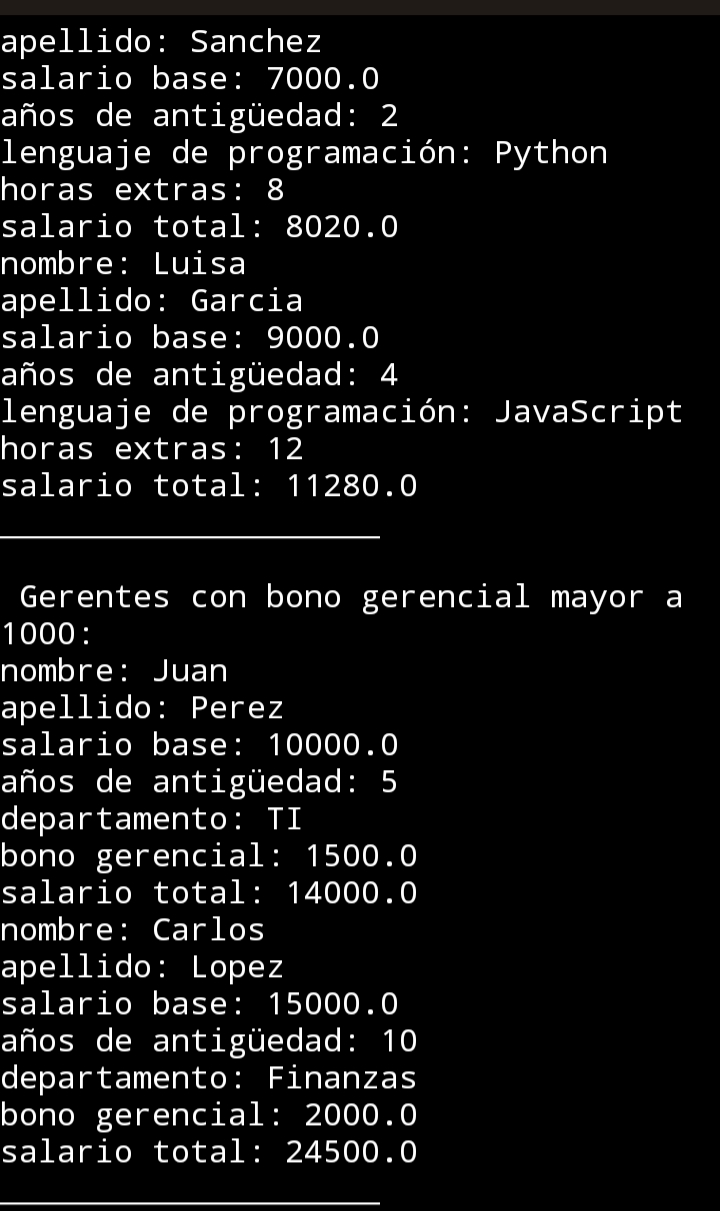 apellido: Sanchez
salario base: 7000.0
años de antigüedad: 2
lenguaje de programación: Python
horas extras: 8
salario total: 8020.0
nombre: Luisa
apellido: Garcia
salario base: 9000.0
años de antigüedad: 4
lenguaje de programación: JavaScript
horas extras: 12
salario total: 11280.0
____________________
Gerentes con bono gerencial mayor a
1000:
nombre: Juan
apellido: Perez
salario base: 10000.0
años de antigüedad: 5
departamento: TI
bono gerencial: 1500.0
salario total: 14000.0
nombre: Carlos
apellido: Lopez
salario base: 15000.0
años de antigüedad: 10
departamento: Finanzas
bono gerencial: 2000.0
salario total: 24500.0
____________________